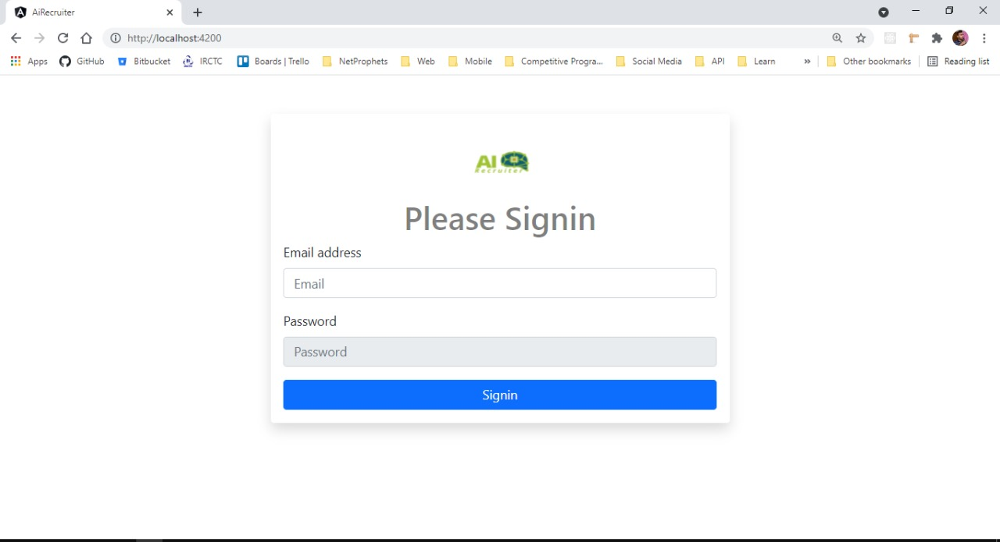 AiRecruiter
http://localhost:4200
Apps GitHub Bitbucket IRCTC Boards | Trello NetProphets Web Mobile Competitive Progra... Social Media API Learn » Other bookmarks Reading list
AI
Recruiter
Please Signin
Email address
Email
Password
Password
Signin